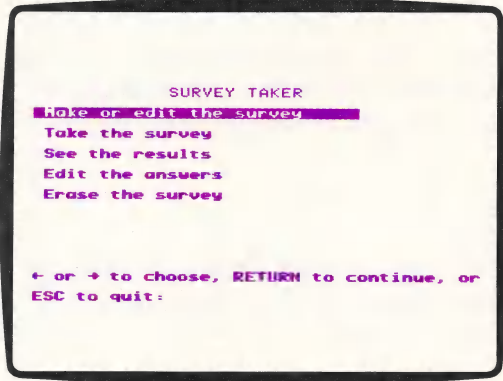 SURVEY TAKER
Make or edit the survey
Take the survey
See the results
Edit the answers
Erase the survey
← or → to choose, RETURN to continue, or
ESC to quit: